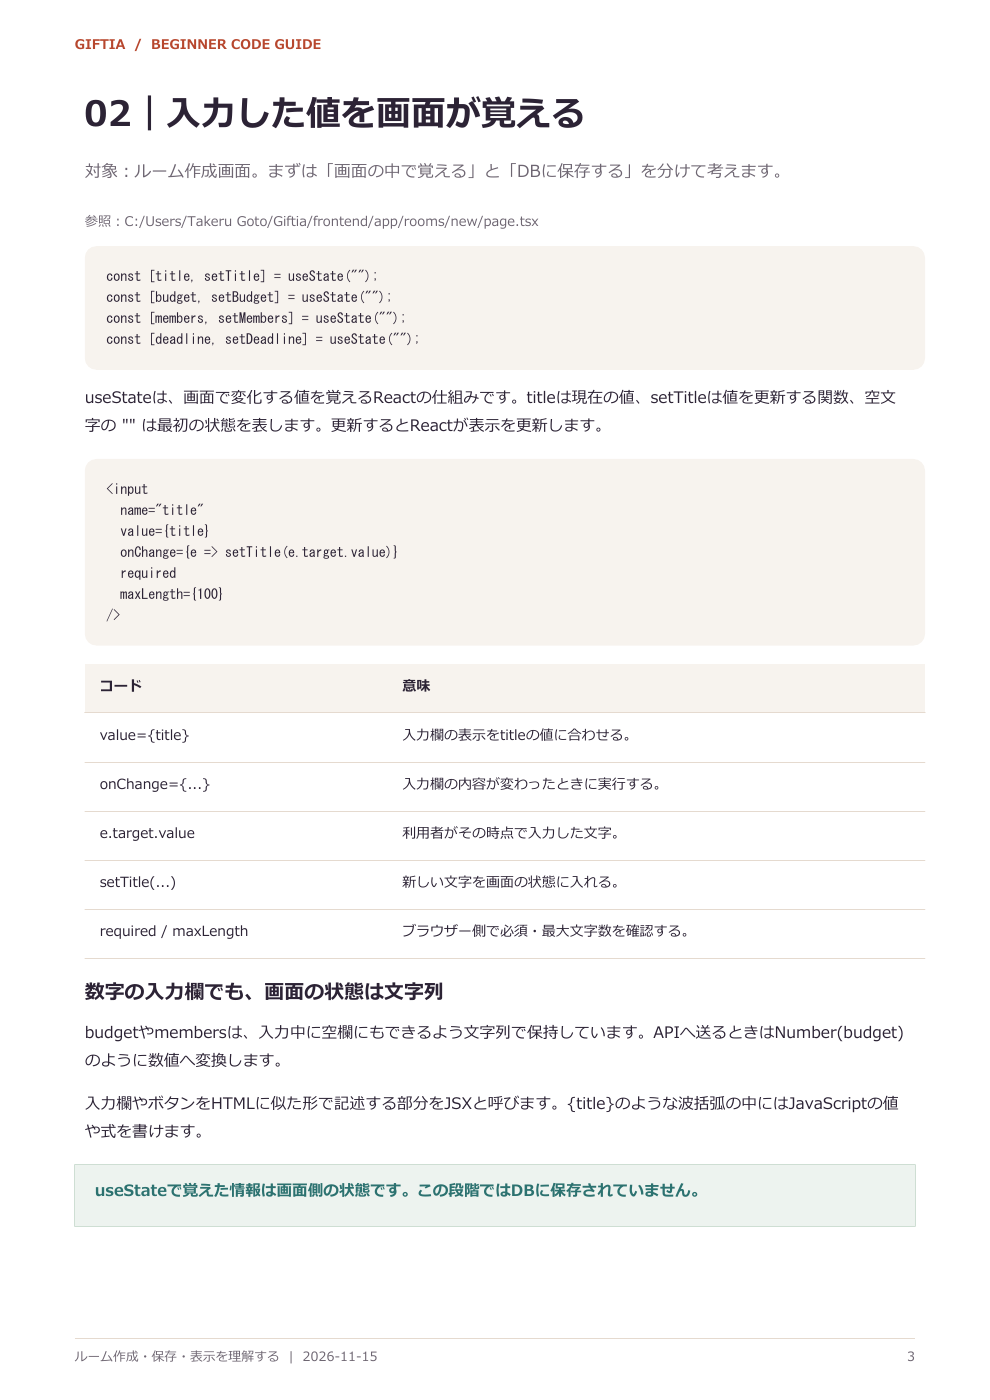 GIFTIA / BEGINNER CODE GUIDE
02｜入力した値を画面が覚える
対象：ルーム作成画面。まずは「画面の中で覚える」と「DBに保存する」を分けて考えます。
参照：C:/Users/Takeru Goto/Giftia/frontend/app/rooms/new/page.tsx
const [title, setTitle] = useState("");
const [budget, setBudget] = useState("");
const [members, setMembers] = useState("");
const [deadline, setDeadline] = useState("");
useStateは、画面で変化する値を覚えるReactの仕組みです。titleは現在の値、setTitleは値を更新する関数、空文
字の "" は最初の状態を表します。更新するとReactが表示を更新します。
<input
  name="title"
  value={title}
  onChange={e => setTitle(e.target.value)}
  required
  maxLength={100}
/>
コード 意味
value={title} 入力欄の表示をtitleの値に合わせる。
onChange={...} 入力欄の内容が変わったときに実行する。
e.target.value 利用者がその時点で入力した文字。
setTitle(...) 新しい文字を画面の状態に入れる。
required / maxLength ブラウザー側で必須・最大文字数を確認する。
数字の入力欄でも、画面の状態は文字列
budgetやmembersは、入力中に空欄にもできるよう文字列で保持しています。APIへ送るときはNumber(budget)
のように数値へ変換します。
入力欄やボタンをHTMLに似た形で記述する部分をJSXと呼びます。{title}のような波括弧の中にはJavaScriptの値
や式を書けます。
useStateで覚えた情報は画面側の状態です。この段階ではDBに保存されていません。
ルーム作成・保存・表示を理解する | 2026-11-15 3